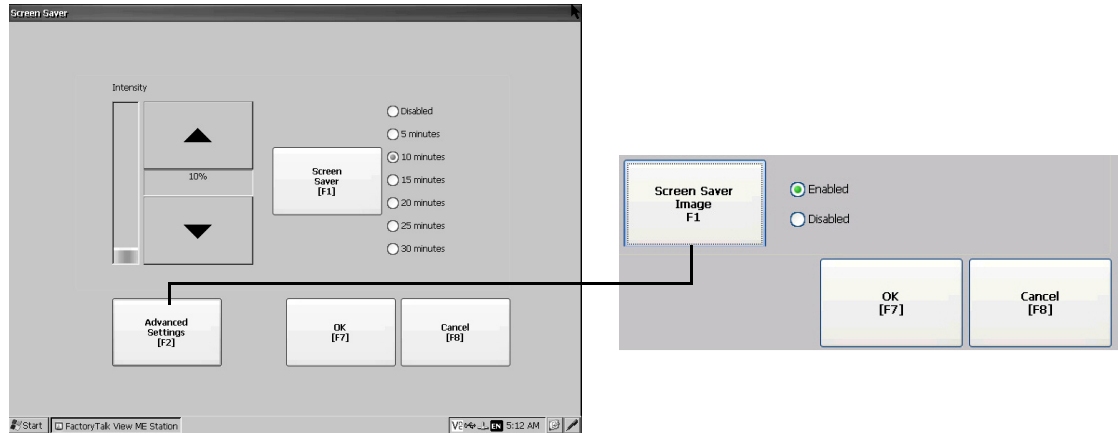 Screen Saver
Intensity
10%
Screen
Saver
[F1]
Disabled
5 minutes
10 minutes
15 minutes
20 minutes
25 minutes
30 minutes
Advanced
Settings
[F2]
OK
[F7]
Cancel
[F8]
Start
FactoryTalk View ME Station
EN
5:12 AM
Screen Saver
Image
F1
Enabled
Disabled
OK
[F7]
Cancel
[F8]